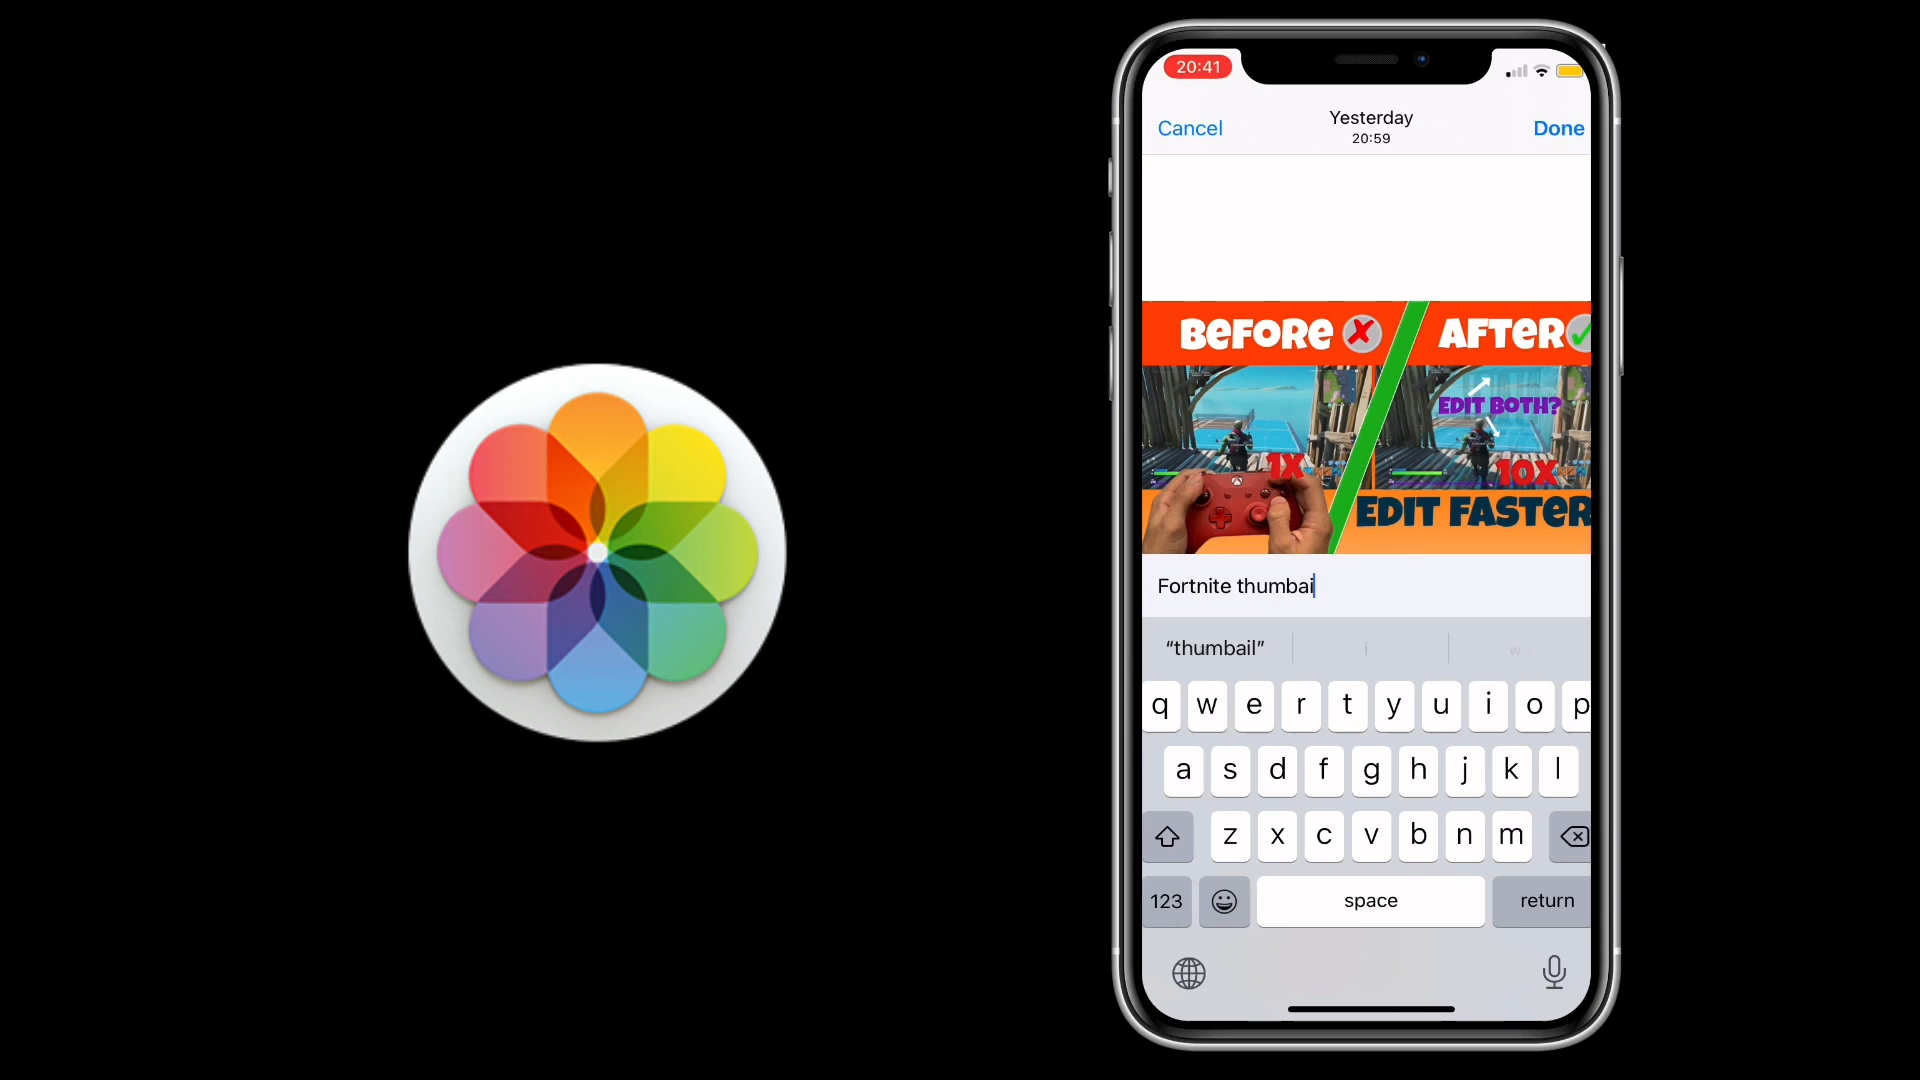 20:41
Cancel
Yesterday
20:59
Done
BEFORE
AFTER
EDIT BOTH?
1X
10X
EDIT FASTER
Fortnite thumbai
“thumbail”
i
w
q w e r t y u i o p
a s d f g h j k l
z x c v b n m
123
space
return